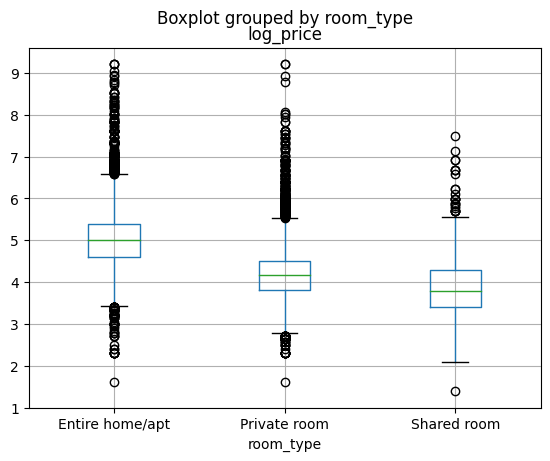 Boxplot grouped by room_type
log_price
9
8
7
6
5
4
3
2
1
Entire home/apt Private room Shared room
room_type